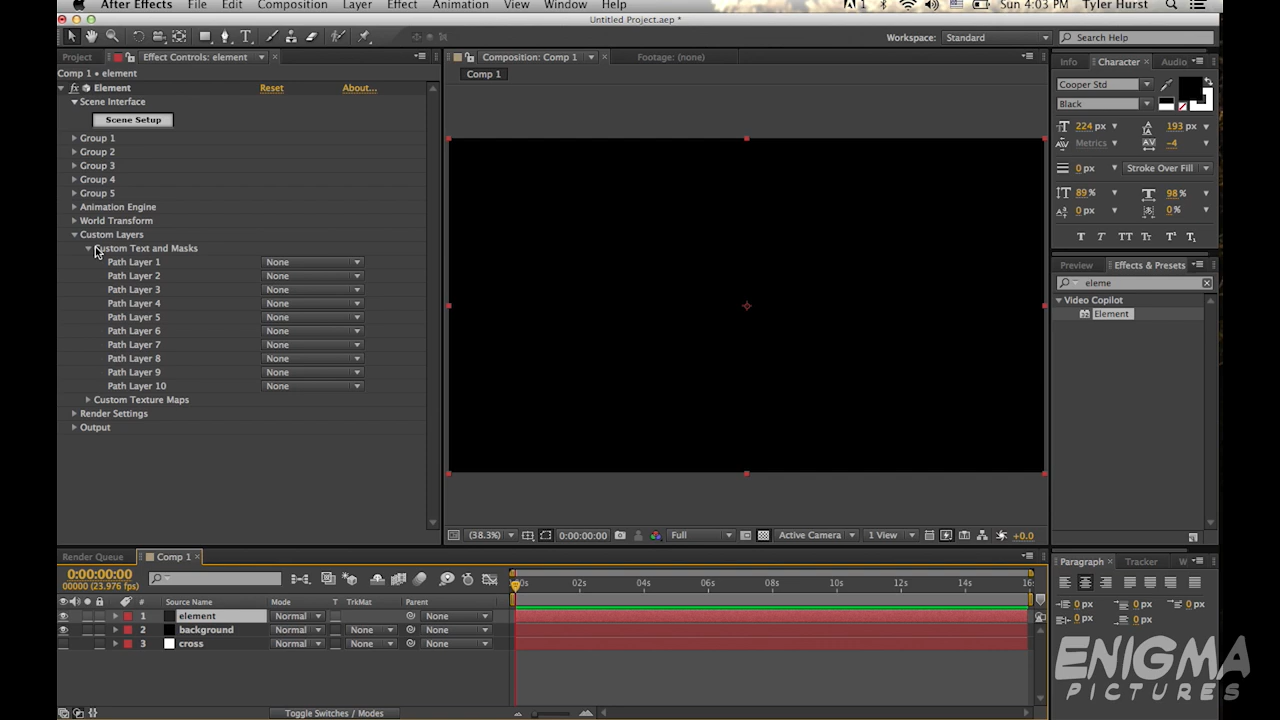 After Effects File Edit Composition Layer Effect Animation View Window Help 1 Sun 4:03 PM Tyler Hurst
Untitled Project.aep *
Workspace: Standard Search Help
Project Effect Controls: element Composition: Comp 1 Footage: (none) Info Character Audio
Comp 1 • element
Comp 1
Element Reset About...
Scene Interface
Scene Setup
Group 1
Group 2
Group 3
Group 4
Group 5
Animation Engine
World Transform
Custom Layers
Custom Text and Masks
Path Layer 1 None
Path Layer 2 None
Path Layer 3 None
Path Layer 4 None
Path Layer 5 None
Path Layer 6 None
Path Layer 7 None
Path Layer 8 None
Path Layer 9 None
Path Layer 10 None
Custom Texture Maps
Render Settings
Output
Cooper Std
Black
224 px 193 px
Metrics -4
0 px Stroke Over Fill
89 % 98 %
0 px 0 %
T T TT Tr T¹ T₁
Preview Effects & Presets
eleme
Video Copilot
Element
(38.3%) 0:00:00:00 Full Active Camera 1 View +0.0
Render Queue Comp 1
0:00:00:00
00000 (23.976 fps)
00s 02s 04s 06s 08s 10s 12s 14s 16s
# Source Name Mode T TrkMat Parent
1 element Normal None
2 background Normal None None
3 cross Normal None None
Toggle Switches / Modes
Paragraph Tracker W
0 px 0 px 0 px
0 px 0 px
ENIGMA
PICTURES